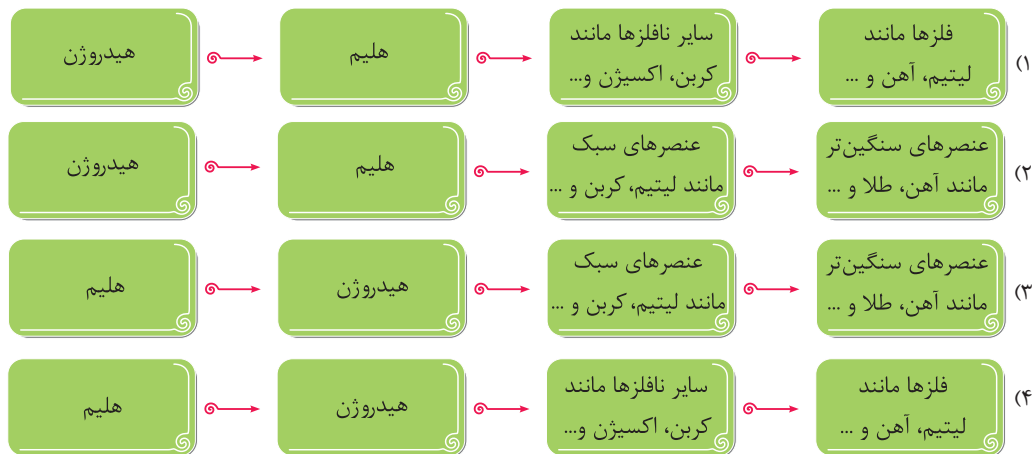 ۱)
هیدروژن
هلیم
سایر نافلزها مانند
کربن، اکسیژن و...
فلزها مانند
لیتیم، آهن و ...
۲)
هیدروژن
هلیم
عنصرهای سبک
مانند لیتیم، کربن و ...
عنصرهای سنگین‌تر
مانند آهن، طلا و ...
۳)
هلیم
هیدروژن
عنصرهای سبک
مانند لیتیم، کربن و ...
عنصرهای سنگین‌تر
مانند آهن، طلا و ...
۴)
هلیم
هیدروژن
سایر نافلزها مانند
کربن، اکسیژن و...
فلزها مانند
لیتیم، آهن و ...